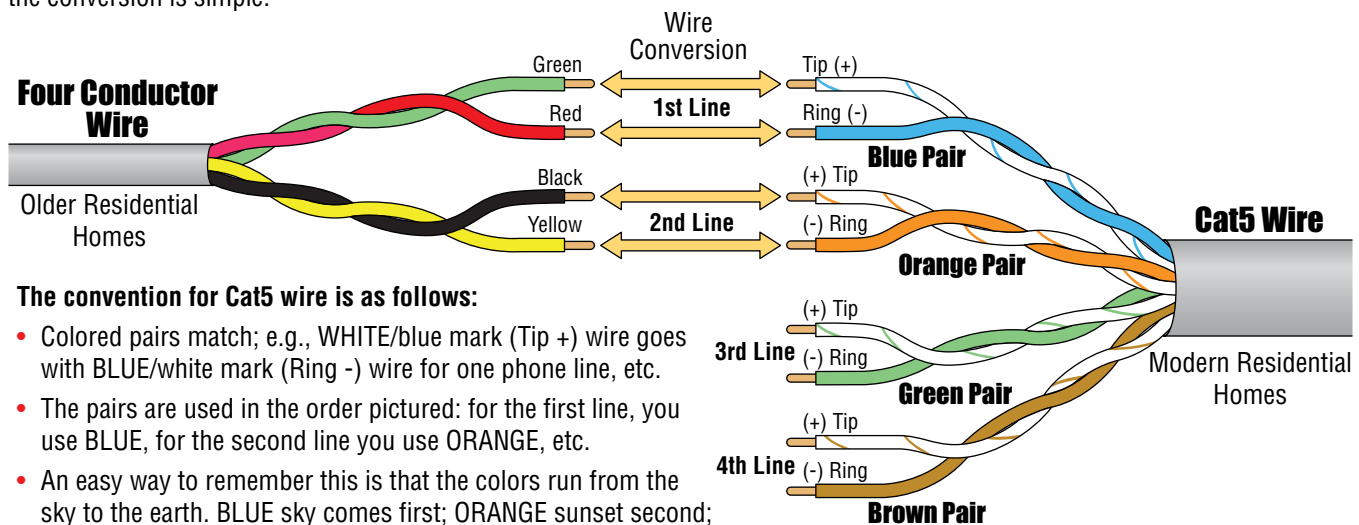 the conversion is simple.
Wire
Conversion
Four Conductor
Wire
Older Residential
Homes
Green
Red
Black
Yellow
1st Line
2nd Line
Tip (+)
Ring (-)
Blue Pair
(+) Tip
(-) Ring
Orange Pair
(+) Tip
3rd Line
(-) Ring
Green Pair
(+) Tip
4th Line
(-) Ring
Brown Pair
Cat5 Wire
Modern Residential
Homes
The convention for Cat5 wire is as follows:
• Colored pairs match; e.g., WHITE/blue mark (Tip +) wire goes
with BLUE/white mark (Ring -) wire for one phone line, etc.
• The pairs are used in the order pictured: for the first line, you
use BLUE, for the second line you use ORANGE, etc.
• An easy way to remember this is that the colors run from the
sky to the earth. BLUE sky comes first; ORANGE sunset second;